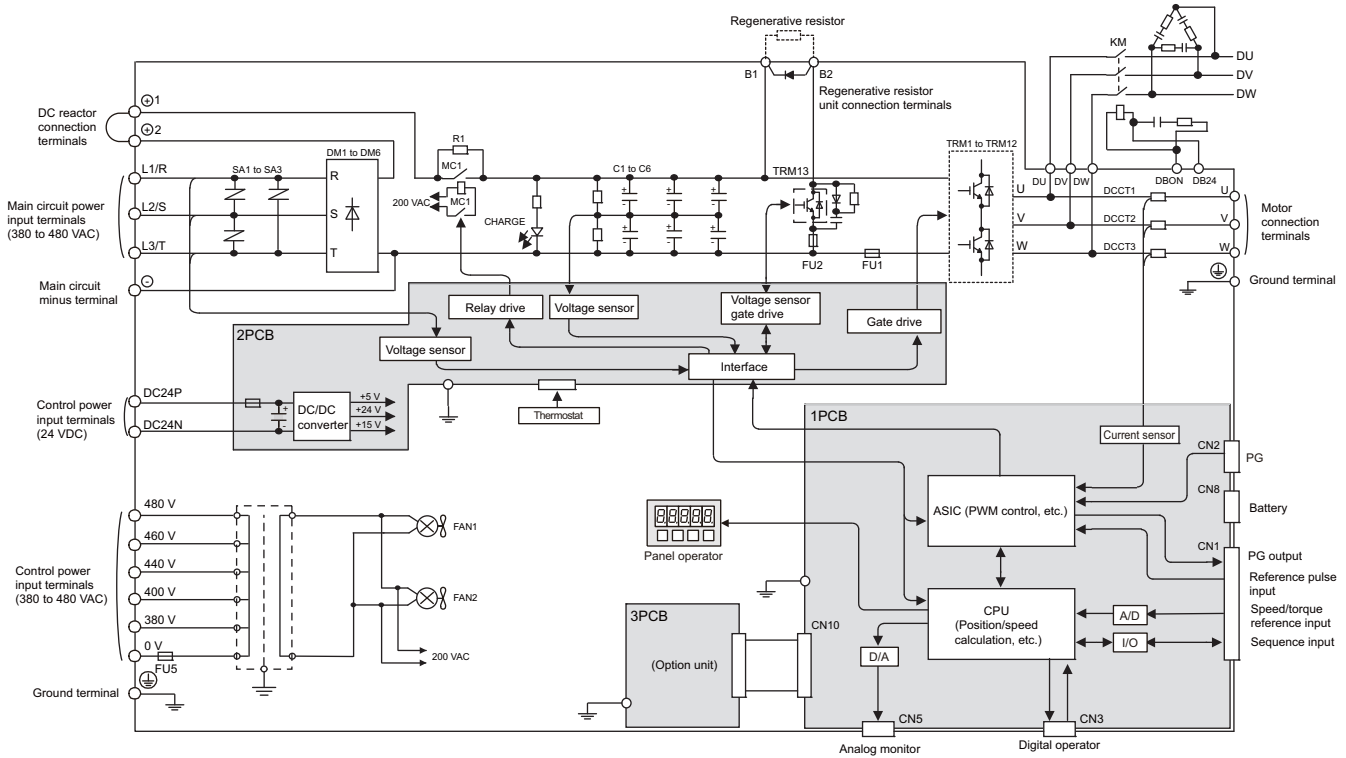 Regenerative resistor
KM
DU
DV
DW
B1
B2
Regenerative resistor
unit connection terminals
DC reactor
connection
terminals
+1
+2
R1
DM1 to DM6
TRM1 to TRM12
L1/R
SA1 to SA3
R
MC1
C1 to C6
TRM13
DU
DV
DW
DBON
DB24
Main circuit power
input terminals
(380 to 480 VAC)
L2/S
S
200 VAC
MC1
CHARGE
+
+
+
-
-
-
+
+
+
-
-
-
U
V
W
DCCT1
DCCT2
DCCT3
U
V
W
Motor
connection
terminals
L3/T
T
FU2
FU1
Main circuit
minus terminal
-
Ground terminal
2PCB
Relay drive
Voltage sensor
Voltage sensor
gate drive
Gate drive
Voltage sensor
Interface
Control power
input terminals
(24 VDC)
DC24P
DC24N
+
-
DC/DC
converter
+5 V
+24 V
+15 V
Thermostat
1PCB
Current sensor
CN2
PG
CN8
Battery
ASIC (PWM control, etc.)
CN1
PG output
Reference pulse
input
Speed/torque
reference input
Sequence input
Control power
input terminals
(380 to 480 VAC)
480 V
460 V
440 V
400 V
380 V
0 V
FU5
FAN1
FAN2
200 VAC
88888
Panel operator
CPU
(Position/speed
calculation, etc.)
A/D
I/O
D/A
3PCB
(Option unit)
CN10
Ground terminal
CN5
Analog monitor
CN3
Digital operator